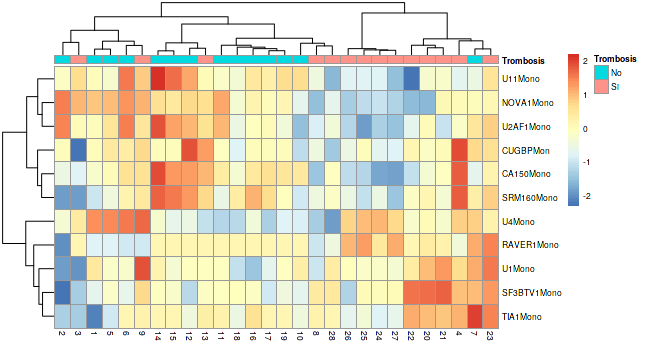 Trombosis
U11Mono
NOVA1Mono
U2AF1Mono
CUGBPMon
CA150Mono
SRM160Mono
U4Mono
RAVER1Mono
U1Mono
SF3BTV1Mono
TIA1Mono
2 3 1 5 6 9 14 15 12 13 11 18 16 17 19 10 8 28 26 25 24 27 22 20 21 4 7 23
2
1
0
-1
-2
Trombosis
No
SI